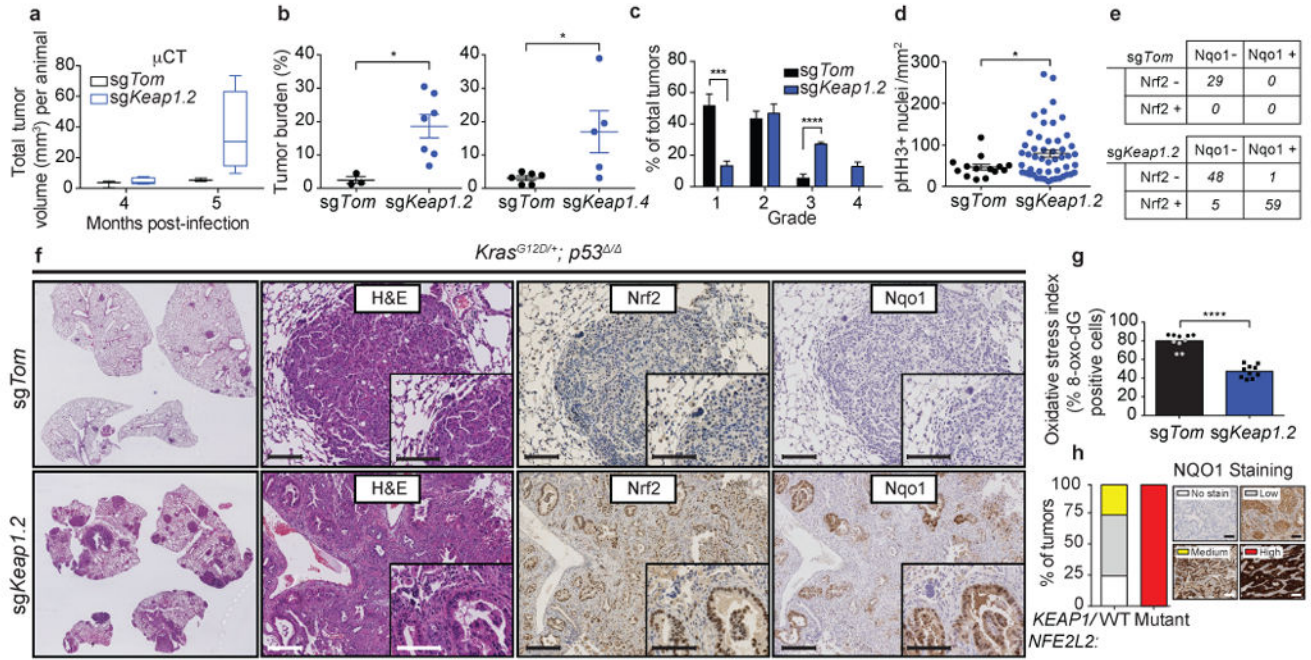 a
μCT
sgTom
sgKeap1.2
Total tumor
volume (mm³) per animal
80
60
40
20
0
4
5
Months post-infection
b
Tumor burden (%)
40
30
20
10
0
*
sgTom sgKeap1.2
40
30
20
10
0
*
sgTom sgKeap1.4
c
% of total tumors
80
60
40
20
0
***
****
sgTom
sgKeap1.2
1 2 3 4
Grade
d
pHH3+ nuclei /mm²
300
200
100
0
*
sgTom sgKeap1.2
e
sgTom Nqo1- Nqo1 +
Nrf2 - 29 0
Nrf2 + 0 0
sgKeap1.2 Nqo1- Nqo1 +
Nrf2 - 48 1
Nrf2 + 5 59
f
Kras^G12D/+; p53^Δ/Δ
sgTom
H&E
Nrf2
Nqo1
sgKeap1.2
H&E
Nrf2
Nqo1
g
Oxidative stress index
(% 8-oxo-dG
positive cells)
100
80
60
40
20
0
****
sgTom sgKeap1.2
h
% of tumors
100
75
50
25
0
KEAP1/ WT Mutant
NFE2L2:
NQO1 Staining
No stain
Low
Medium
High